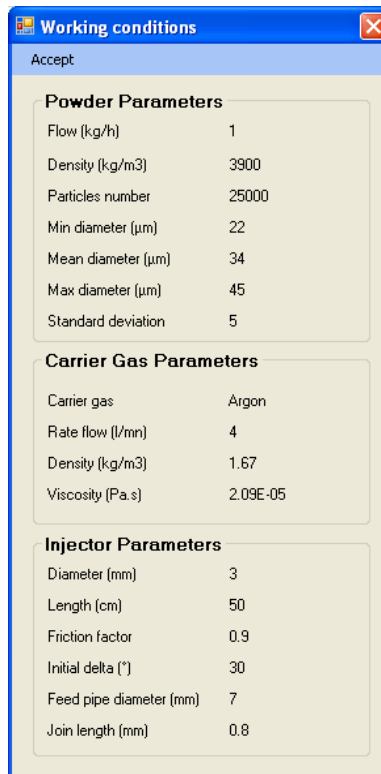 Working conditions
Accept
Powder Parameters
Flow (kg/h) 1
Density (kg/m3) 3900
Particles number 25000
Min diameter (µm) 22
Mean diameter (µm) 34
Max diameter (µm) 45
Standard deviation 5
Carrier Gas Parameters
Carrier gas Argon
Rate flow (l/mn) 4
Density (kg/m3) 1.67
Viscosity (Pa.s) 2.09E-05
Injector Parameters
Diameter (mm) 3
Length (cm) 50
Friction factor 0.9
Initial delta (°) 30
Feed pipe diameter (mm) 7
Join length (mm) 0.8